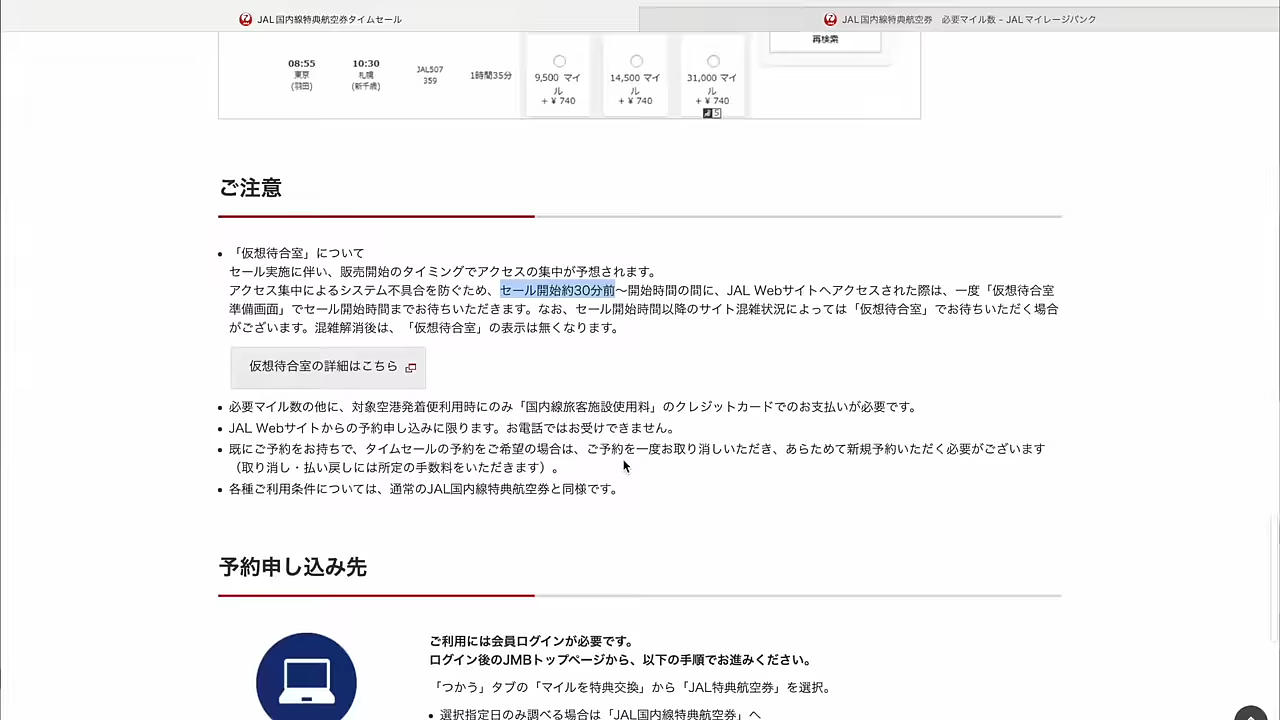 JAL国内線特典航空券タイムセール
JAL国内線特典航空券　必要マイル数 - JALマイレージバンク
再検索
08:55
東京
(羽田)
10:30
札幌
(新千歳)
JAL507
359
1時間35分
9,500 マイ
ル
+ ¥ 740
14,500 マイ
ル
+ ¥ 740
31,000 マイ
ル
+ ¥ 740
ご注意
「仮想待合室」について
セール実施に伴い、販売開始のタイミングでアクセスの集中が予想されます。
アクセス集中によるシステム不具合を防ぐため、セール開始約30分前～開始時間の間に、JAL Webサイトへアクセスされた際は、一度「仮想待合室
準備画面」でセール開始時間までお待ちいただきます。なお、セール開始時間以降のサイト混雑状況によっては「仮想待合室」でお待ちいただく場合
がございます。混雑解消後は、「仮想待合室」の表示は無くなります。
仮想待合室の詳細はこちら
必要マイル数の他に、対象空港発着便利用時にのみ「国内線旅客施設使用料」のクレジットカードでのお支払いが必要です。
JAL Webサイトからの予約申し込みに限ります。お電話ではお受けできません。
既にご予約をお持ちで、タイムセールの予約をご希望の場合は、ご予約を一度お取り消しいただき、あらためて新規予約いただく必要がございます
（取り消し・払い戻しには所定の手数料をいただきます）。
各種ご利用条件については、通常のJAL国内線特典航空券と同様です。
予約申し込み先
ご利用には会員ログインが必要です。
ログイン後のJMBトップページから、以下の手順でお進みください。
「つかう」タブの「マイルを特典交換」から「JAL特典航空券」を選択。
選択指定日のみ調べる場合は「JAL国内線特典航空券」へ